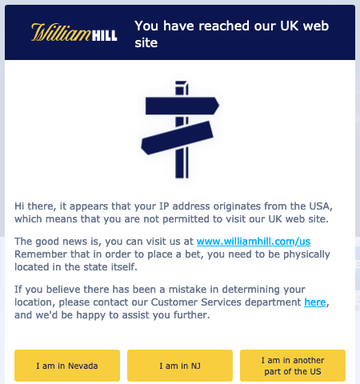 William HILL
You have reached our UK web
site
Hi there, it appears that your IP address originates from the USA,
which means that you are not permitted to visit our UK web site.
The good news is, you can visit us at www.williamhill.com/us
Remember that in order to place a bet, you need to be physically
located in the state itself.
If you believe there has been a mistake in determining your
location, please contact our Customer Services department here,
and we'd be happy to assist you further.
I am in Nevada
I am in NJ
I am in another
part of the US